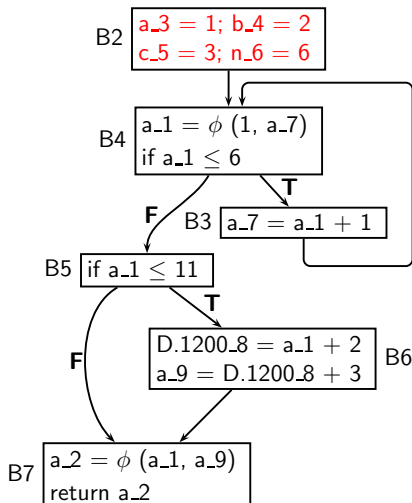 B2
a_3 = 1; b_4 = 2
c_5 = 3; n_6 = 6
B4
a_1 = ϕ (1, a_7)
if a_1 ≤ 6
F
T
B3
a_7 = a_1 + 1
B5
if a_1 ≤ 11
F
T
D.1200_8 = a_1 + 2
a_9 = D.1200_8 + 3
B6
B7
a_2 = ϕ (a_1, a_9)
return a_2